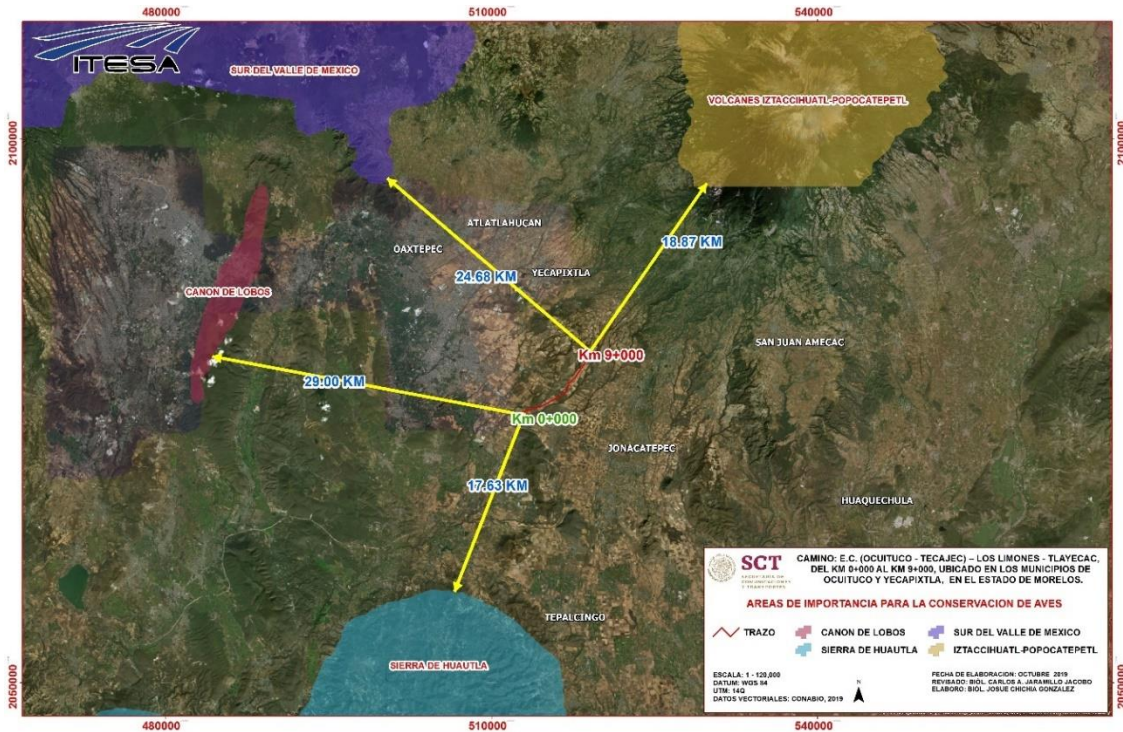 480000
510000
540000
ITESA
SUR DEL VALLE DE MEXICO
VOLCANES IZTACCIHUATL-POPOCATEPETL
2100000
2100000
ATLATLAHUCAN
OAXTEPEC
18.87 KM
YECAPIXTLA
24.68 KM
CANON DE LOBOS
SAN JUAN AMECAC
Km 9+000
29.00 KM
Km 0+000
JONACATEPEC
17.63 KM
HUAQUECHULA
TEPALCINGO
SIERRA DE HUAUTLA
2050000
2050000
480000
510000
540000
SCT
SECRETARÍA DE
COMUNICACIONES
Y TRANSPORTES
CAMINO: E.C. (OCUITUCO - TECAJEC) – LOS LIMONES - TLAYECAC,
DEL KM 0+000 AL KM 9+000, UBICADO EN LOS MUNICIPIOS DE
OCUITUCO Y YECAPIXTLA, EN EL ESTADO DE MORELOS.
AREAS DE IMPORTANCIA PARA LA CONSERVACION DE AVES
TRAZO
CANON DE LOBOS
SUR DEL VALLE DE MEXICO
SIERRA DE HUAUTLA
IZTACCIHUATL-POPOCATEPETL
ESCALA: 1 - 120,000
DATUM: WGS 84
UTM: 14Q
DATOS VECTORIALES: CONABIO, 2019
N
FECHA DE ELABORACION: OCTUBRE 2019
REVISADO: BIÓL. CARLOS A. JARAMILLO JACOBO
ELABORO: BIÓL. JOSUE CHICHIA GONZALEZ